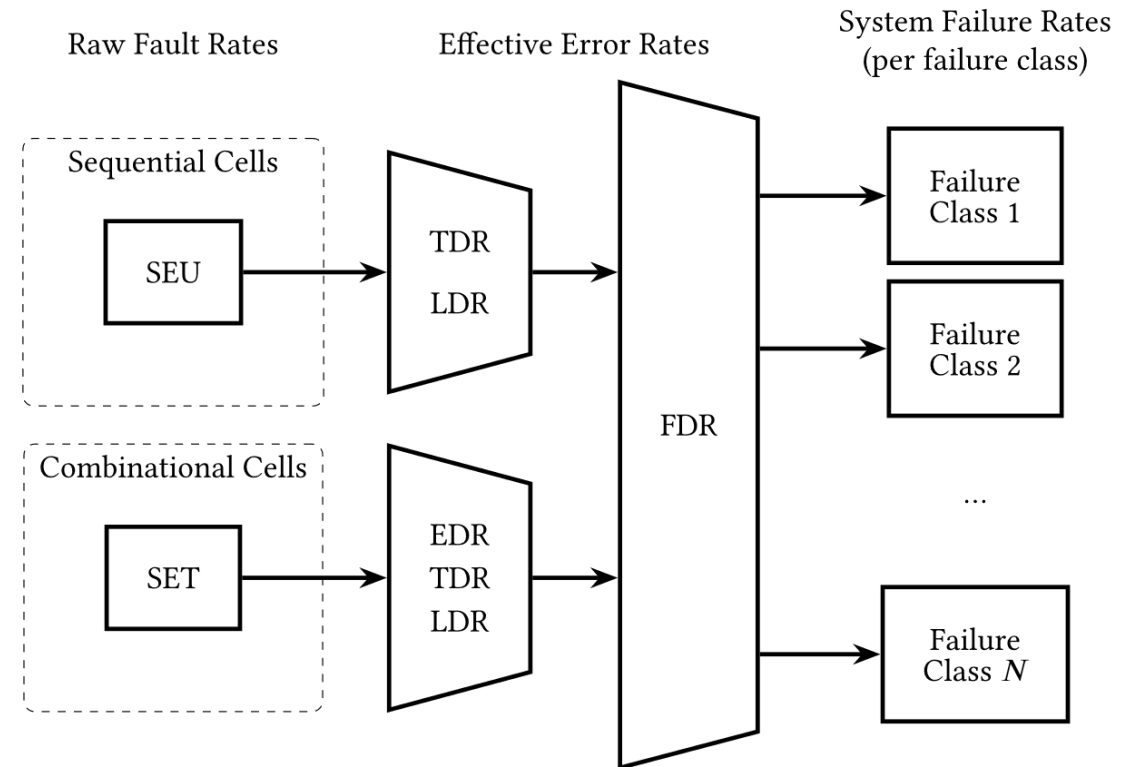 Raw Fault Rates
Effective Error Rates
System Failure Rates
(per failure class)
Sequential Cells
SEU
TDR
LDR
Combinational Cells
SET
EDR
TDR
LDR
FDR
Failure
Class 1
Failure
Class 2
...
Failure
Class N